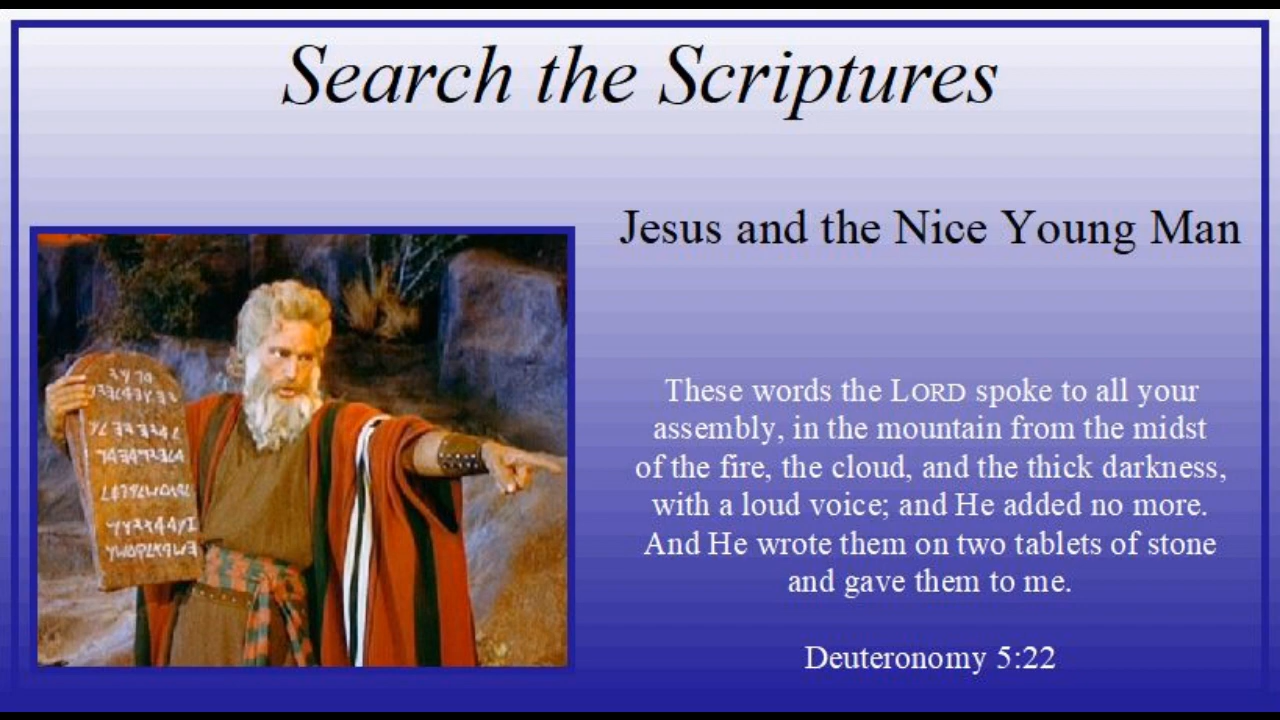 Search the Scriptures
Jesus and the Nice Young Man
These words the LORD spoke to all your
assembly, in the mountain from the midst
of the fire, the cloud, and the thick darkness,
with a loud voice; and He added no more.
And He wrote them on two tablets of stone
and gave them to me.
Deuteronomy 5:22